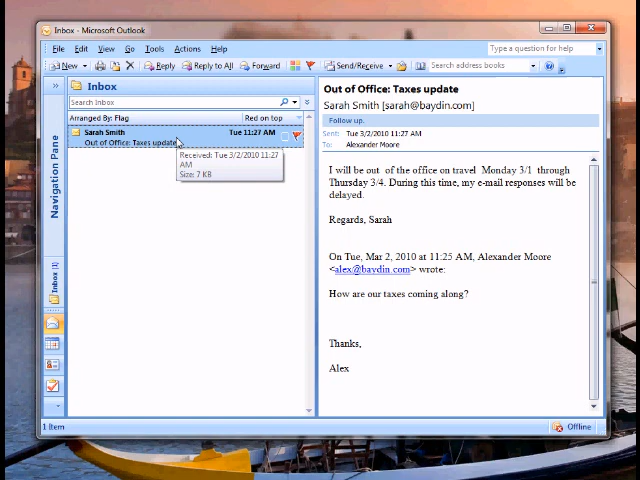 Inbox - Microsoft Outlook
File Edit View Go Tools Actions Help
Type a question for help
New Reply Reply to All Forward Send/Receive Search address books
Inbox
Search Inbox
Arranged By: Flag Red on top
Sarah Smith Tue 11:27 AM
Out of Office: Taxes update
Received: Tue 3/2/2010 11:27
AM
Size: 7 KB
Navigation Pane
Inbox (1)
Out of Office: Taxes update
Sarah Smith [sarah@baydin.com]
Follow up.
Sent: Tue 3/2/2010 11:27 AM
To: Alexander Moore
I will be out of the office on travel Monday 3/1 through
Thursday 3/4. During this time, my e-mail responses will be
delayed.
Regards, Sarah
On Tue, Mar 2, 2010 at 11:25 AM, Alexander Moore
<alex@baydin.com> wrote:
How are our taxes coming along?
Thanks,
Alex
1 Item
Offline